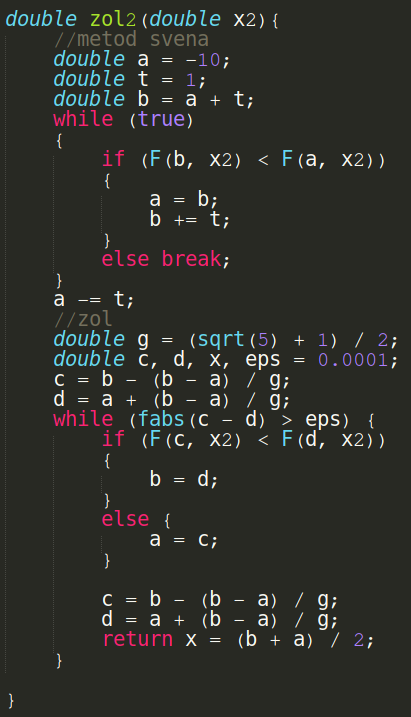 double zol2(double x2){
    //metod svena
    double a = -10;
    double t = 1;
    double b = a + t;
    while (true)
    {
        if (F(b, x2) < F(a, x2))
        {
            a = b;
            b += t;
        }
        else break;
    }
    a -= t;
    //zol
    double g = (sqrt(5) + 1) / 2;
    double c, d, x, eps = 0.0001;
    c = b - (b - a) / g;
    d = a + (b - a) / g;
    while (fabs(c - d) > eps) {
        if (F(c, x2) < F(d, x2))
        {
            b = d;
        }
        else {
            a = c;
        }

        c = b - (b - a) / g;
        d = a + (b - a) / g;
        return x = (b + a) / 2;
    }

}